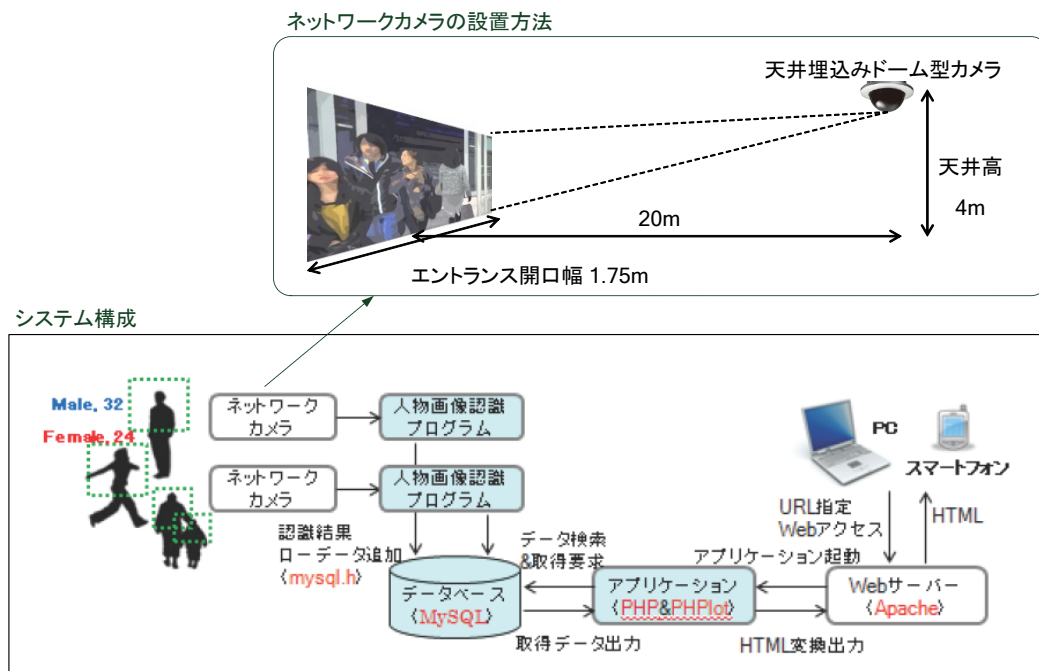 ネットワークカメラの設置方法
天井埋込みドーム型カメラ
天井高
4m
20m
エントランス開口幅 1.75m
システム構成
Male, 32
Female, 24
ネットワーク
カメラ
人物画像認識
プログラム
ネットワーク
カメラ
人物画像認識
プログラム
PC
スマートフォン
認識結果
ローデータ追加
〈mysql.h〉
データ検索
&取得要求
URL指定
Webアクセス
HTML
アプリケーション起動
データベース
〈MySQL〉
アプリケーション
〈PHP&PHPlot〉
Webサーバー
〈Apache〉
取得データ出力
HTML変換出力